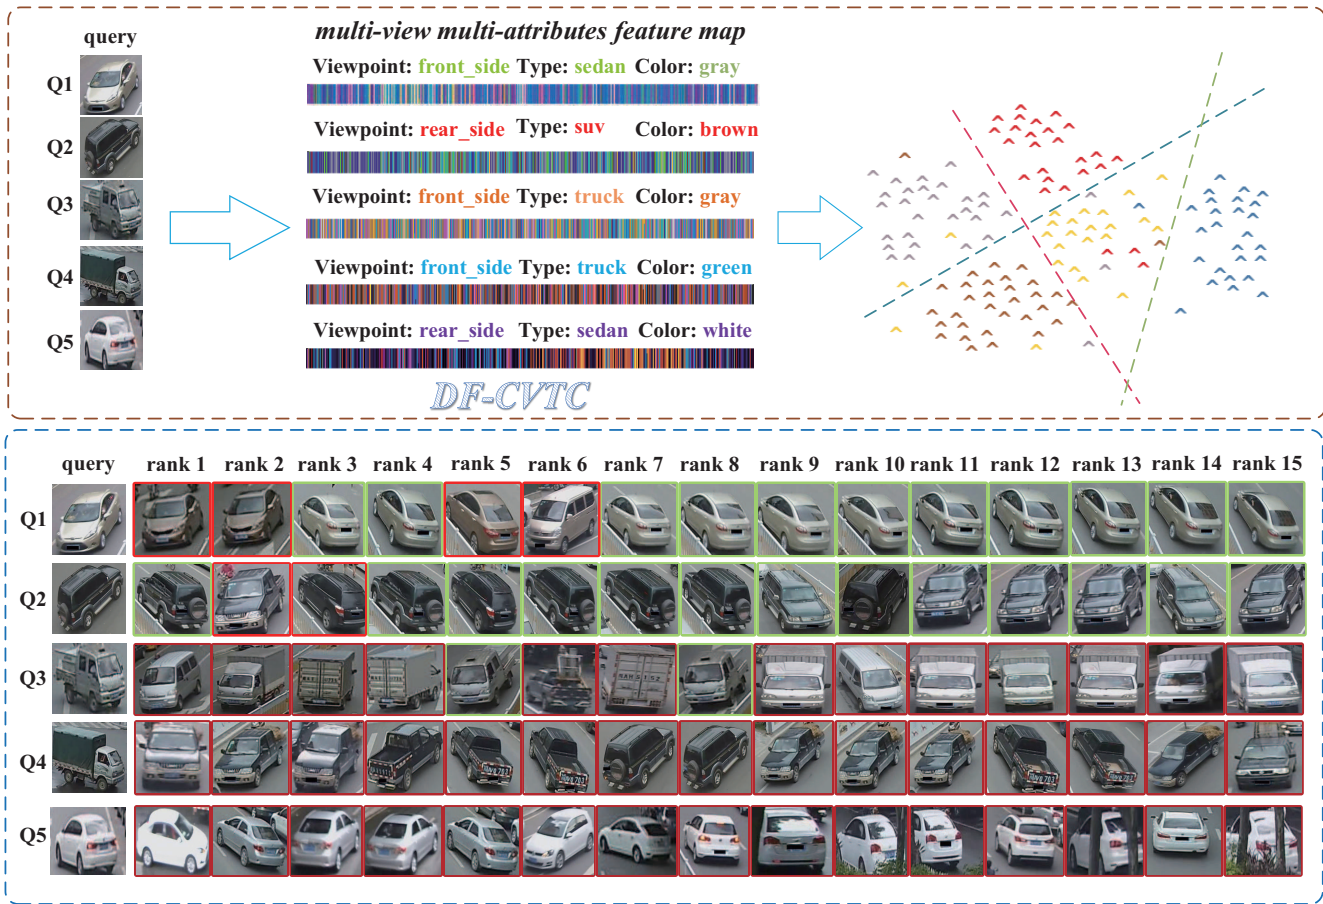 query
multi-view multi-attributes feature map
Q1
Viewpoint: front_side Type: sedan Color: gray
Q2
Viewpoint: rear_side Type: suv Color: brown
Q3
Viewpoint: front_side Type: truck Color: gray
Q4
Viewpoint: front_side Type: truck Color: green
Q5
Viewpoint: rear_side Type: sedan Color: white
DF-CVTC
query rank 1 rank 2 rank 3 rank 4 rank 5 rank 6 rank 7 rank 8 rank 9 rank 10 rank 11 rank 12 rank 13 rank 14 rank 15
Q1
Q2
Q3
Q4
Q5